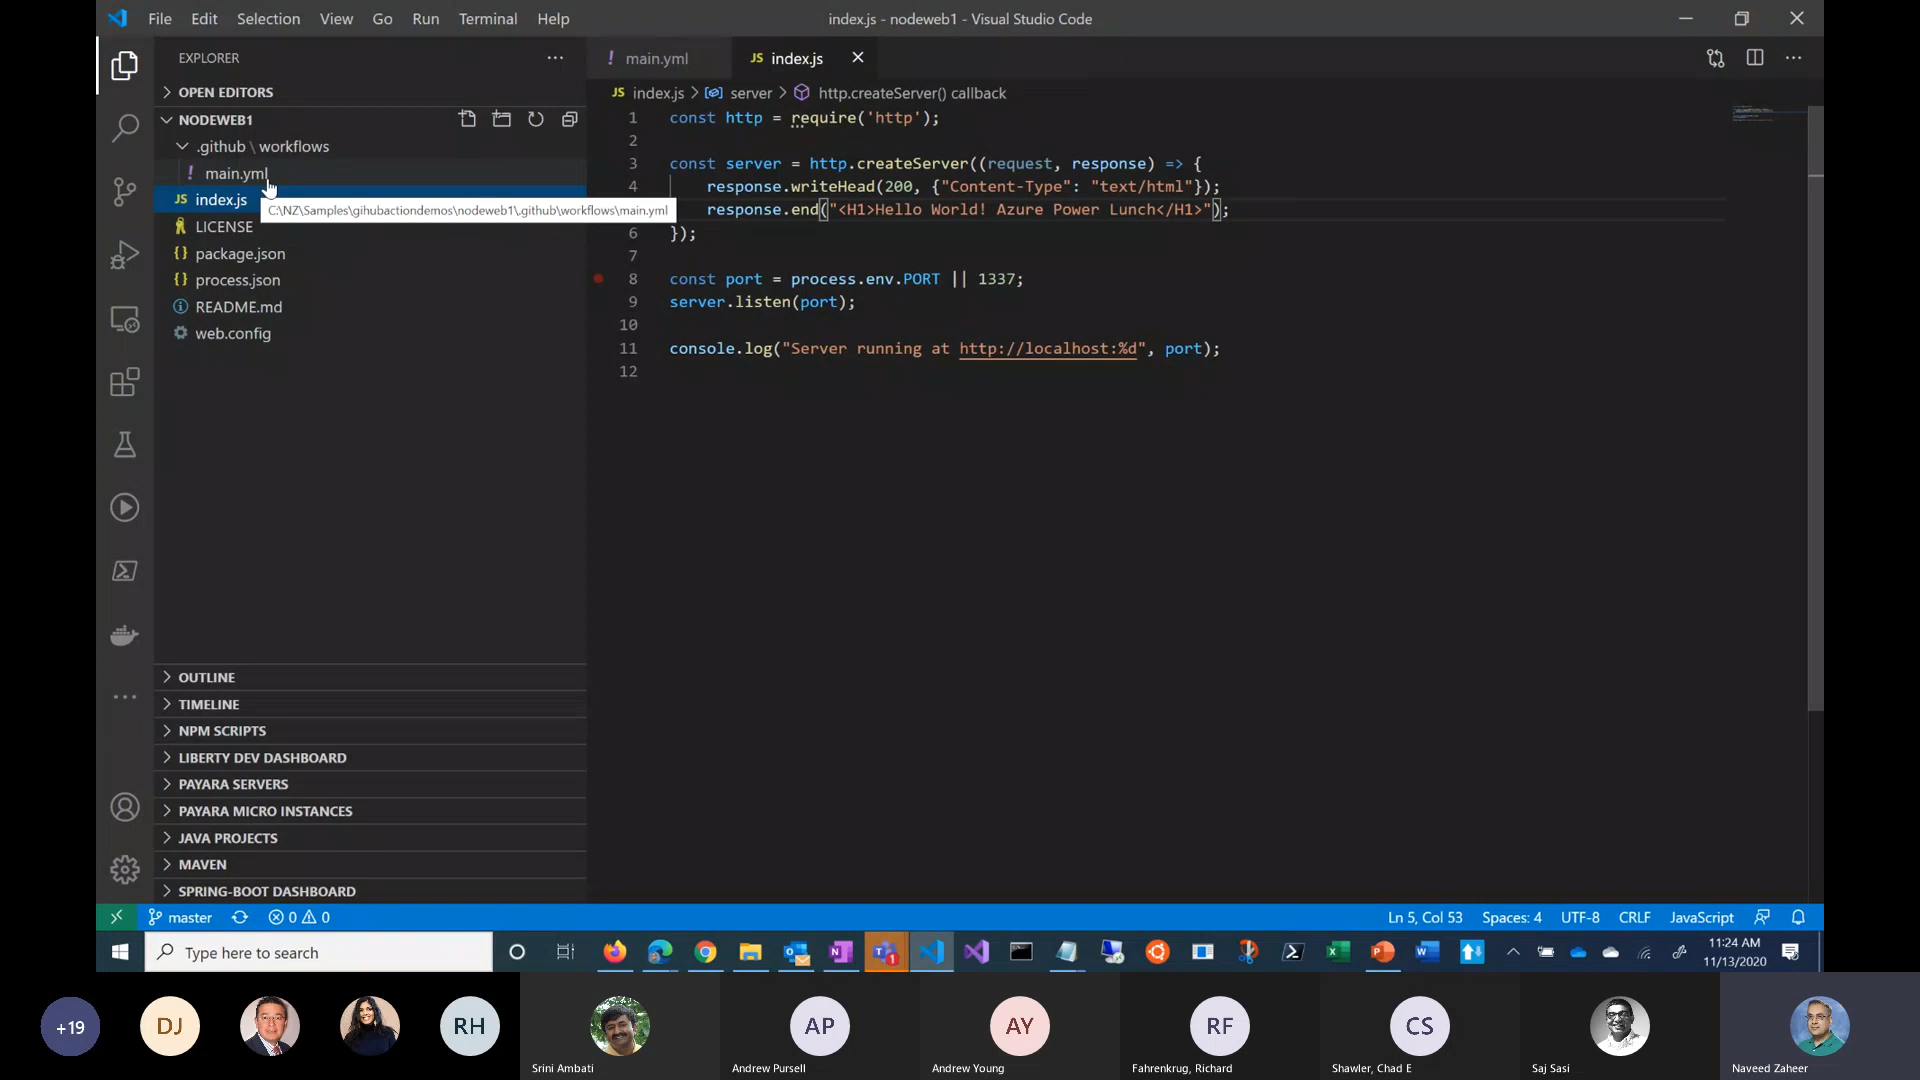 File Edit Selection View Go Run Terminal Help
index.js - nodeweb1 - Visual Studio Code
EXPLORER
OPEN EDITORS
NODEWEB1
.github \ workflows
! main.yml
JS index.js
C:\NZ\Samples\gihubactiondemos\nodeweb1\.github\workflows\main.yml
LICENSE
{} package.json
{} process.json
README.md
web.config
OUTLINE
TIMELINE
NPM SCRIPTS
LIBERTY DEV DASHBOARD
PAYARA SERVERS
PAYARA MICRO INSTANCES
JAVA PROJECTS
MAVEN
SPRING-BOOT DASHBOARD
! main.yml
JS index.js
JS index.js > server > http.createServer() callback
1 const http = require('http');
2
3 const server = http.createServer((request, response) => {
4 response.writeHead(200, {"Content-Type": "text/html"});
response.end("<H1>Hello World! Azure Power Lunch</H1>");
6 });
7
8 const port = process.env.PORT || 1337;
9 server.listen(port);
10
11 console.log("Server running at http://localhost:%d", port);
12
master 0 0
Ln 5, Col 53 Spaces: 4 UTF-8 CRLF JavaScript
Type here to search
11:24 AM
11/13/2020
+19 DJ RH AP AY RF CS
Srini Ambati Andrew Pursell Andrew Young Fahrenkrug, Richard Shawler, Chad E Saj Sasi Naveed Zaheer